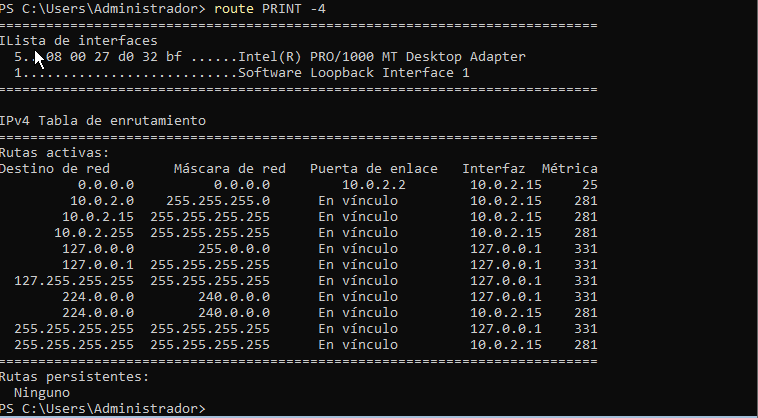 PS C:\Users\Administrador> route PRINT -4
===========================================================================
ILista de interfaces
  5...08 00 27 d0 32 bf ......Intel(R) PRO/1000 MT Desktop Adapter
  1...........................Software Loopback Interface 1
===========================================================================
IPv4 Tabla de enrutamiento
===========================================================================
Rutas activas:
Destino de red        Máscara de red   Puerta de enlace   Interfaz  Métrica
          0.0.0.0          0.0.0.0         10.0.2.2        10.0.2.15     25
         10.0.2.0    255.255.255.0      En vínculo         10.0.2.15    281
        10.0.2.15  255.255.255.255      En vínculo         10.0.2.15    281
       10.0.2.255  255.255.255.255      En vínculo         10.0.2.15    281
        127.0.0.0        255.0.0.0      En vínculo         127.0.0.1    331
        127.0.0.1  255.255.255.255      En vínculo         127.0.0.1    331
  127.255.255.255  255.255.255.255      En vínculo         127.0.0.1    331
        224.0.0.0        240.0.0.0      En vínculo         127.0.0.1    331
        224.0.0.0        240.0.0.0      En vínculo         10.0.2.15    281
  255.255.255.255  255.255.255.255      En vínculo         127.0.0.1    331
  255.255.255.255  255.255.255.255      En vínculo         10.0.2.15    281
===========================================================================
Rutas persistentes:
  Ninguno
PS C:\Users\Administrador>